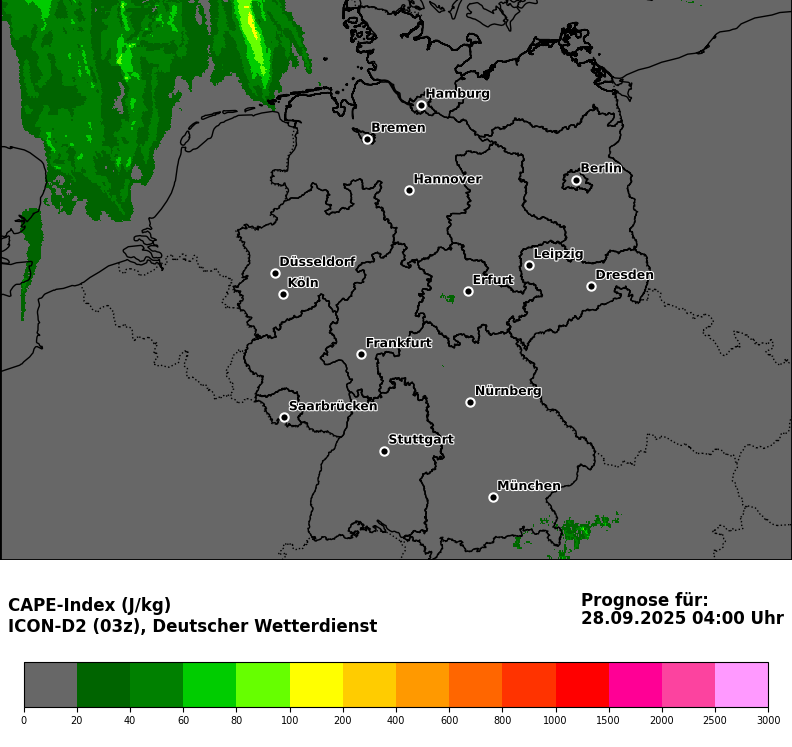 Hamburg
Bremen
Berlin
Hannover
Leipzig
Düsseldorf
Dresden
Köln
Erfurt
Frankfurt
Nürnberg
Saarbrücken
Stuttgart
München
CAPE-Index (J/kg)
ICON-D2 (03z), Deutscher Wetterdienst
Prognose für:
28.09.2025 04:00 Uhr
0 20 40 60 80 100 200 400 600 800 1000 1500 2000 2500 3000